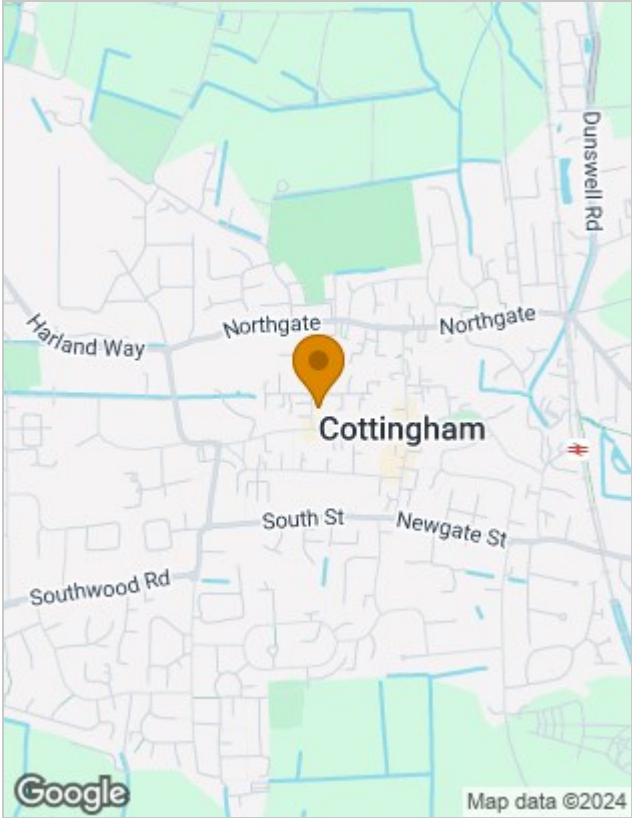 Dunswell Rd
Northgate
Northgate
Harland Way
Cottingham
South St
Newgate St
Southwood Rd
Google
Map data ©2024